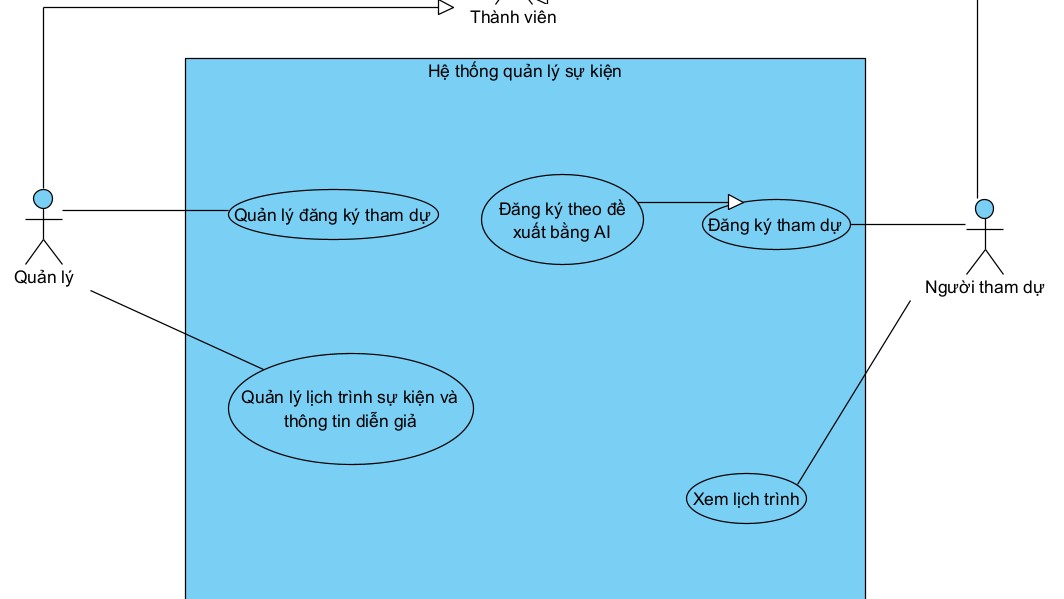 Thành viên
Hệ thống quản lý sự kiện
Quản lý đăng ký tham dự
Đăng ký theo đề
xuất bằng AI
Đăng ký tham dự
Quản lý
Người tham dự
Quản lý lịch trình sự kiện và
thông tin diễn giả
Xem lịch trình